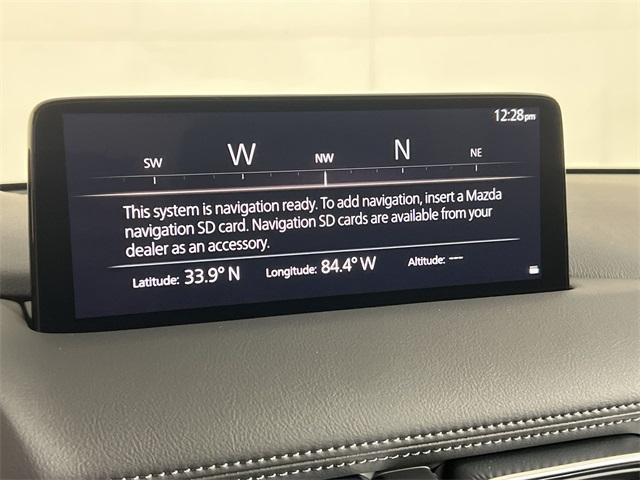 12:28pm
SW W NW N NE
This system is navigation ready. To add navigation, insert a Mazda
navigation SD card. Navigation SD cards are available from your
dealer as an accessory.
Latitude: 33.9° N Longitude: 84.4° W Altitude: ---